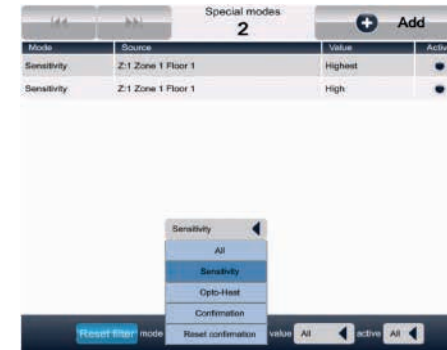 Special modes
2
Add
Mode Source Value Activ
Sensitivity Z:1 Zone 1 Floor 1 Highest
Sensitivity Z:1 Zone 1 Floor 1 High
Sensitivity
All
Sensitivity
Opto-Heat
Confirmation
Reset confirmation
Reset filter mode value All active All